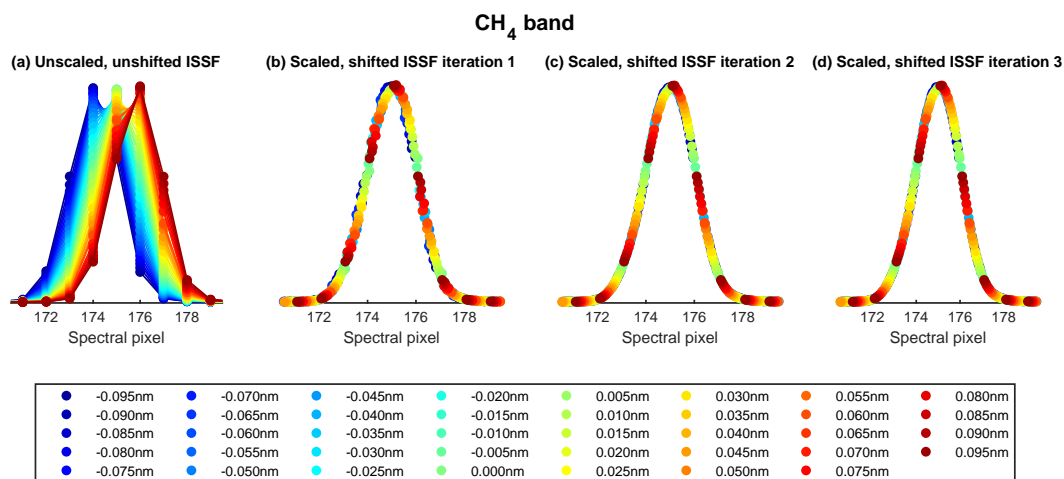 CH4 band
(a) Unscaled, unshifted ISSF
(b) Scaled, shifted ISSF iteration 1
(c) Scaled, shifted ISSF iteration 2
(d) Scaled, shifted ISSF iteration 3
172 174 176 178
172 174 176 178
172 174 176 178
172 174 176 178
Spectral pixel
Spectral pixel
Spectral pixel
Spectral pixel
-0.095nm -0.070nm -0.045nm -0.020nm 0.005nm 0.030nm 0.055nm 0.080nm
-0.090nm -0.065nm -0.040nm -0.015nm 0.010nm 0.035nm 0.060nm 0.085nm
-0.085nm -0.060nm -0.035nm -0.010nm 0.015nm 0.040nm 0.065nm 0.090nm
-0.080nm -0.055nm -0.030nm -0.005nm 0.020nm 0.045nm 0.070nm 0.095nm
-0.075nm -0.050nm -0.025nm 0.000nm 0.025nm 0.050nm 0.075nm